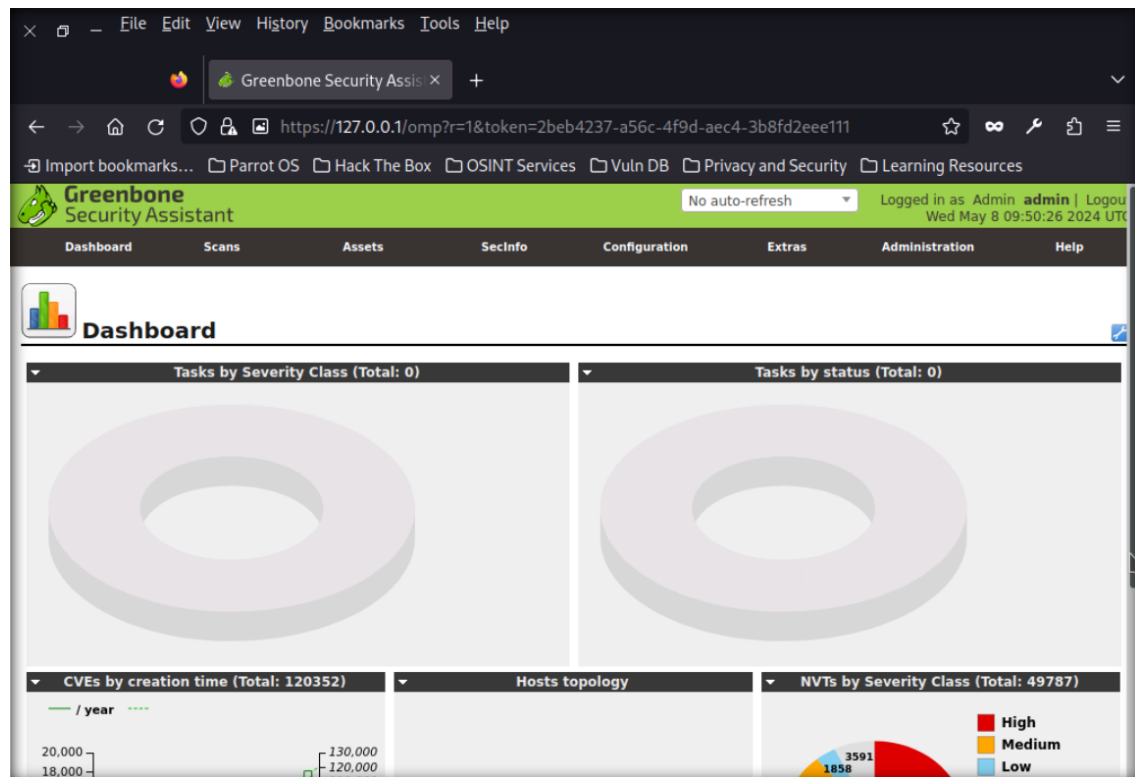 File Edit View History Bookmarks Tools Help
Greenbone Security Assis
https://127.0.0.1/omp?r=1&token=2beb4237-a56c-4f9d-aec4-3b8fd2eee111
Import bookmarks... Parrot OS Hack The Box OSINT Services Vuln DB Privacy and Security Learning Resources
Greenbone
Security Assistant
No auto-refresh
Logged in as Admin admin | Logou
Wed May 8 09:50:26 2024 UTC
Dashboard Scans Assets SecInfo Configuration Extras Administration Help
Dashboard
Tasks by Severity Class (Total: 0)
Tasks by status (Total: 0)
CVEs by creation time (Total: 120352)
/ year
20,000
18,000
130,000
120,000
Hosts topology
NVTs by Severity Class (Total: 49787)
3591
1858
High
Medium
Low